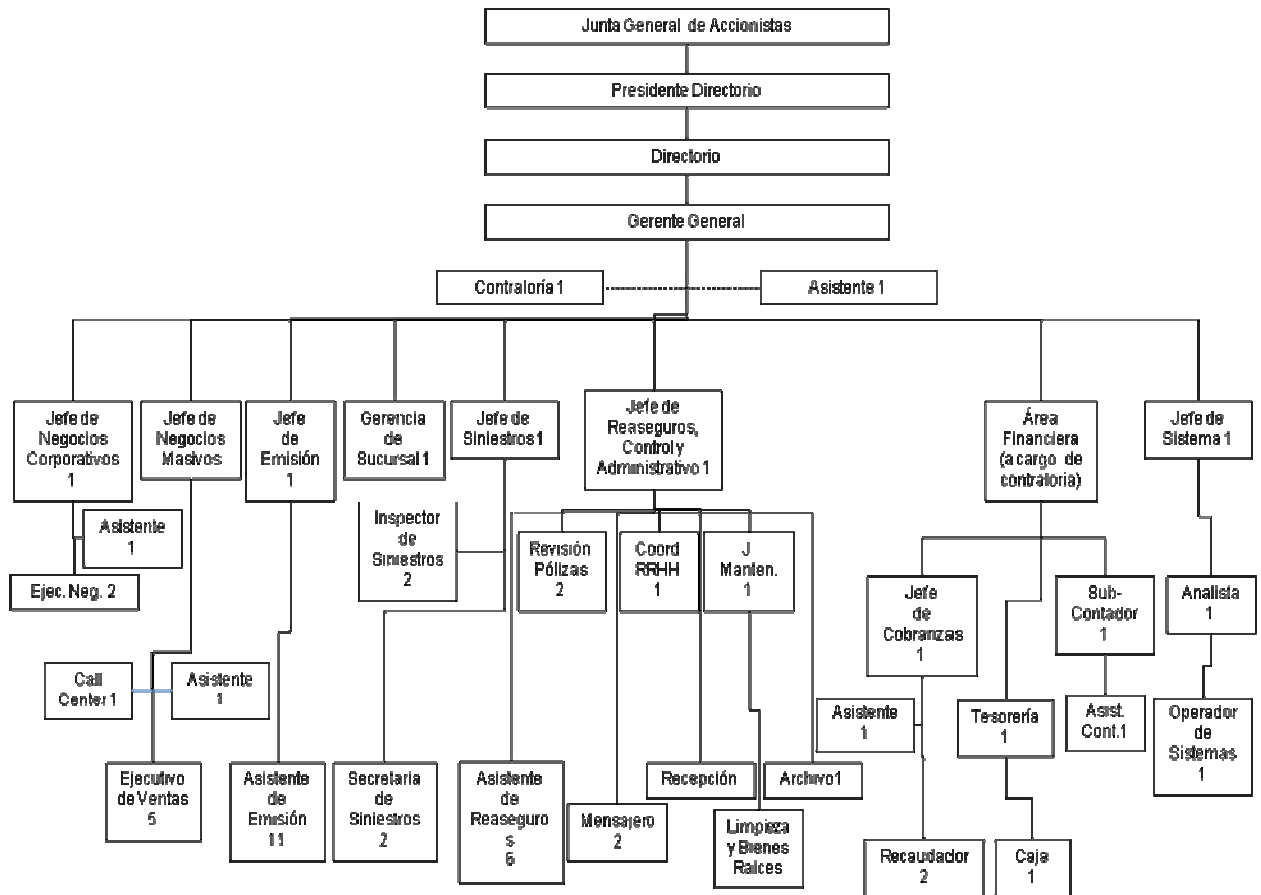 Junta General de Accionistas
Presidente Directorio
Directorio
Gerente General
Contraloría 1
Asistente 1
Jefe de
Negocios
Corporativos
1
Jefe de
Negocios
Masivos
Jefe
de
Emisión
1
Gerencia
de
Sucursal 1
Jefe de
Siniestros 1
Jefe de
Reaseguros,
Control y
Administrativo 1
Área
Financiera
(a cargo de
contraloria)
Jefe de
Sistema 1
Asistente
1
Ejec. Neg. 2
Inspector
de
Siniestros
2
Revisión
Pólizas
2
Coord
RRHH
1
J
Manten.
1
Jefe
de
Cobranzas
1
Sub-
Contador
1
Analista
1
Call
Center 1
Asistente
1
Asistente
1
Tesorería
1
Asist.
Cont.1
Operador
de
Sistemas
1
Ejecutivo
de Ventas
5
Asistente
de
Emisión
11
Secretaria
de
Siniestros
2
Asistente
de
Reaseguro
s
6
Mensajero
2
Recepción
Archivo1
Limpieza
y Bienes
Raíces
Recaudador
2
Caja
1